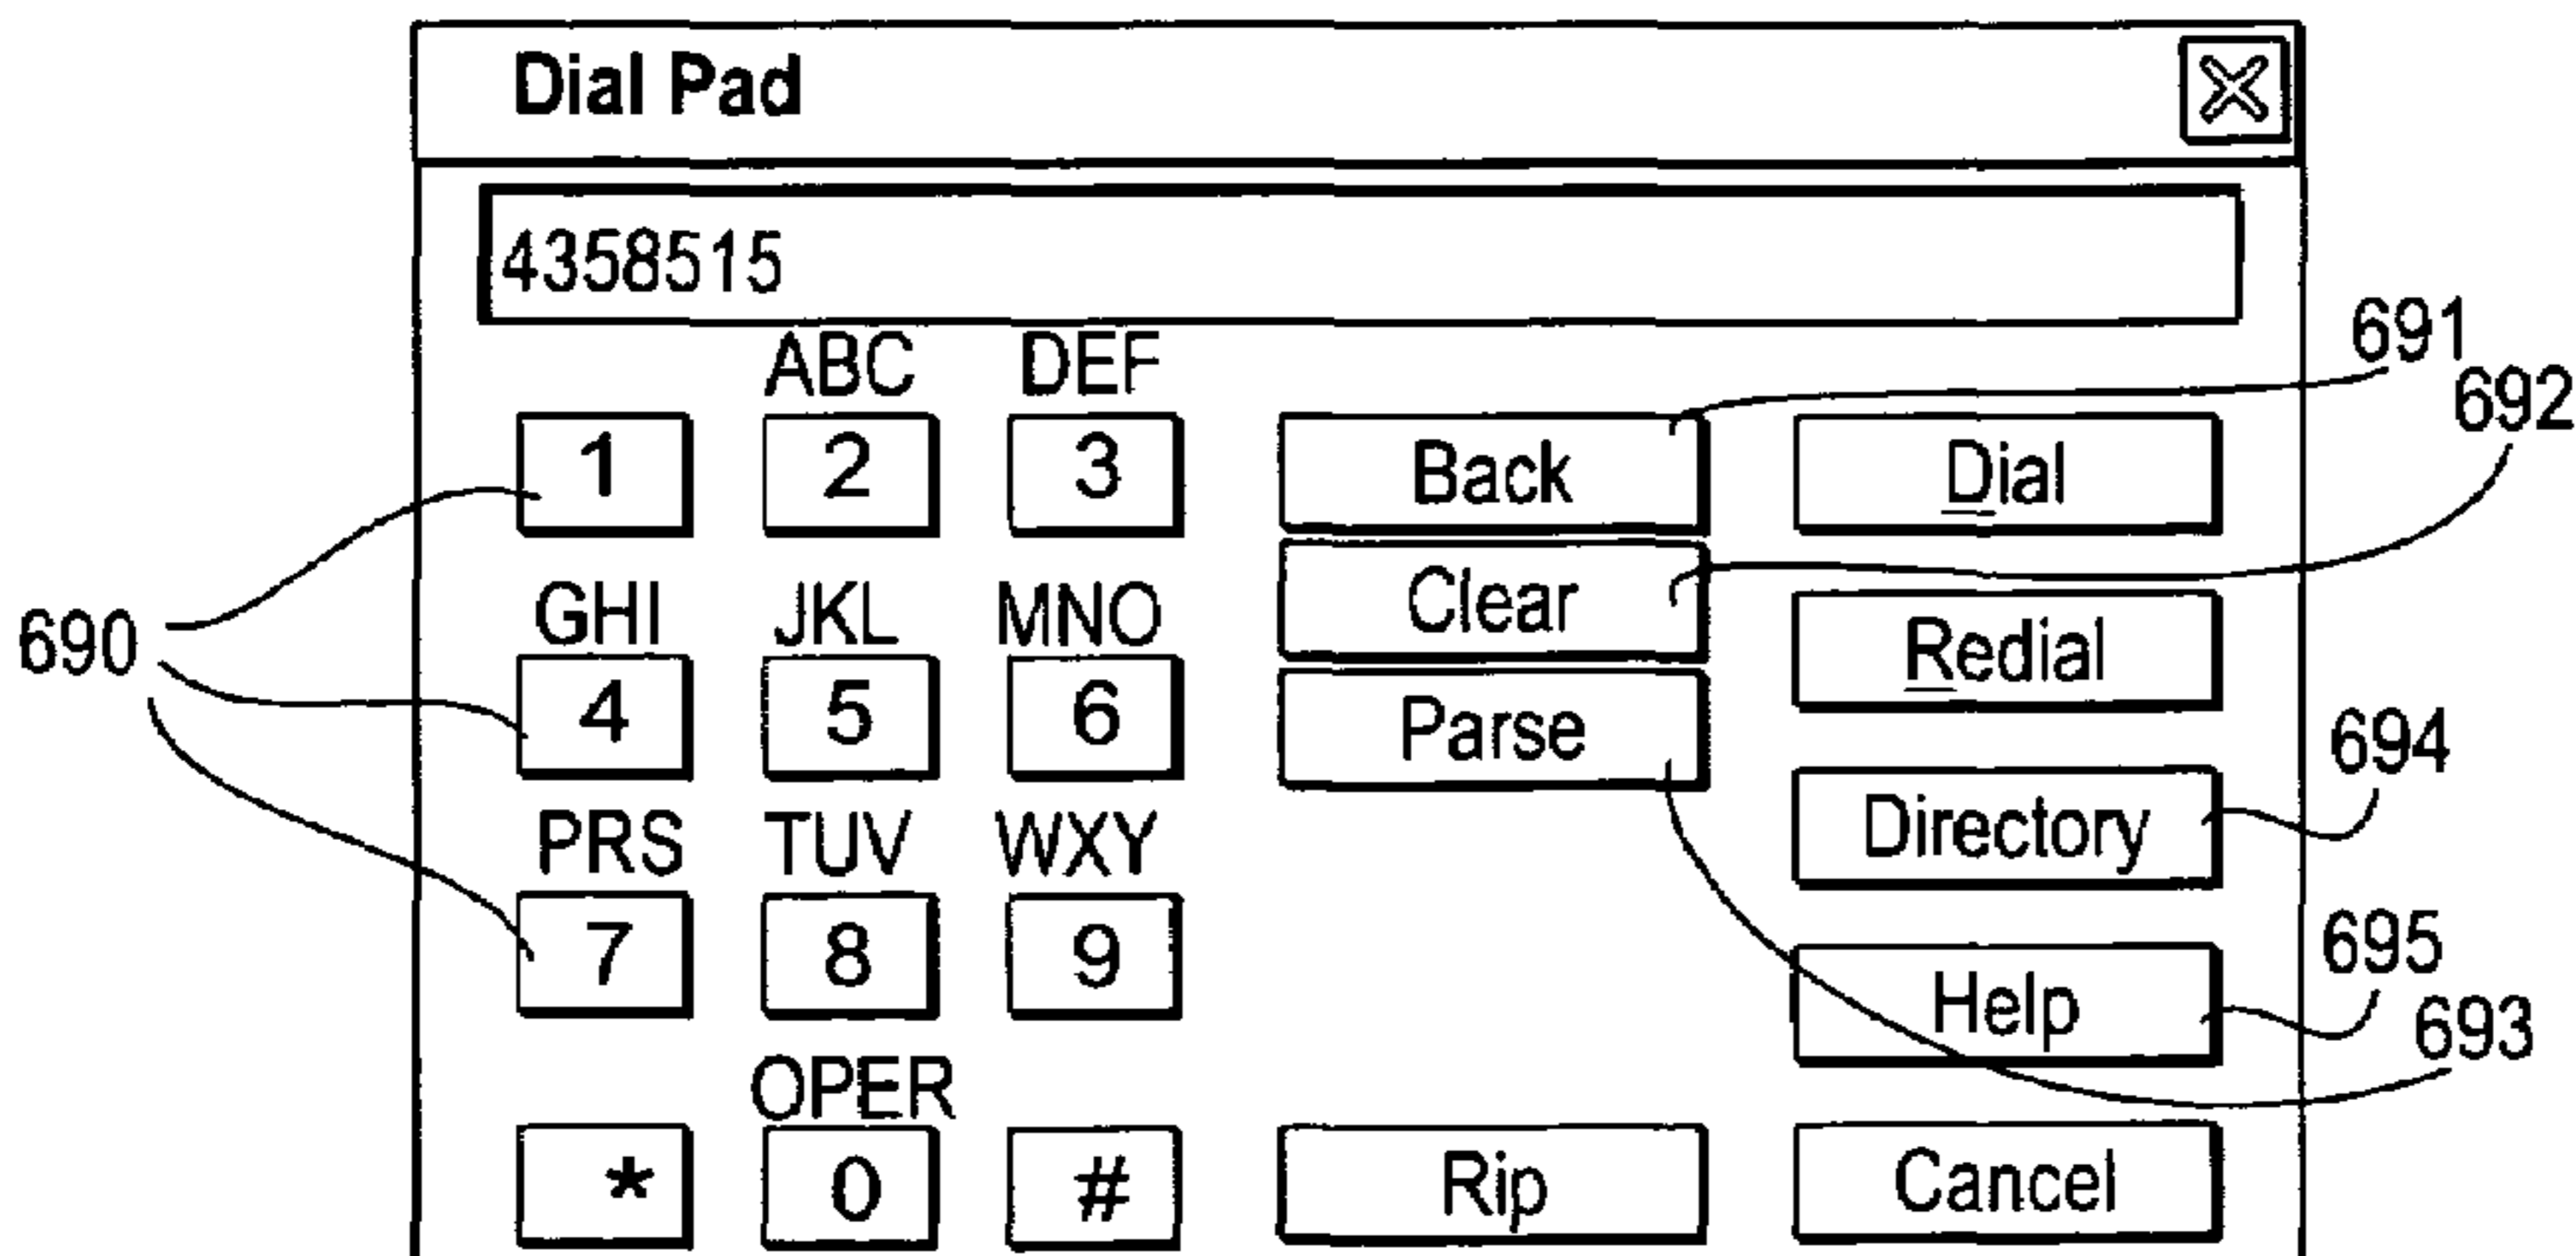 Dial Pad
4358515
ABC DEF
691
692
1 2 3 Back Dial
Clear
GHI JKL MNO
690
Redial
4 5 6 Parse
694
PRS TUV WXY Directory
7 8 9
695
Help
693
OPER
* 0 # Rip Cancel